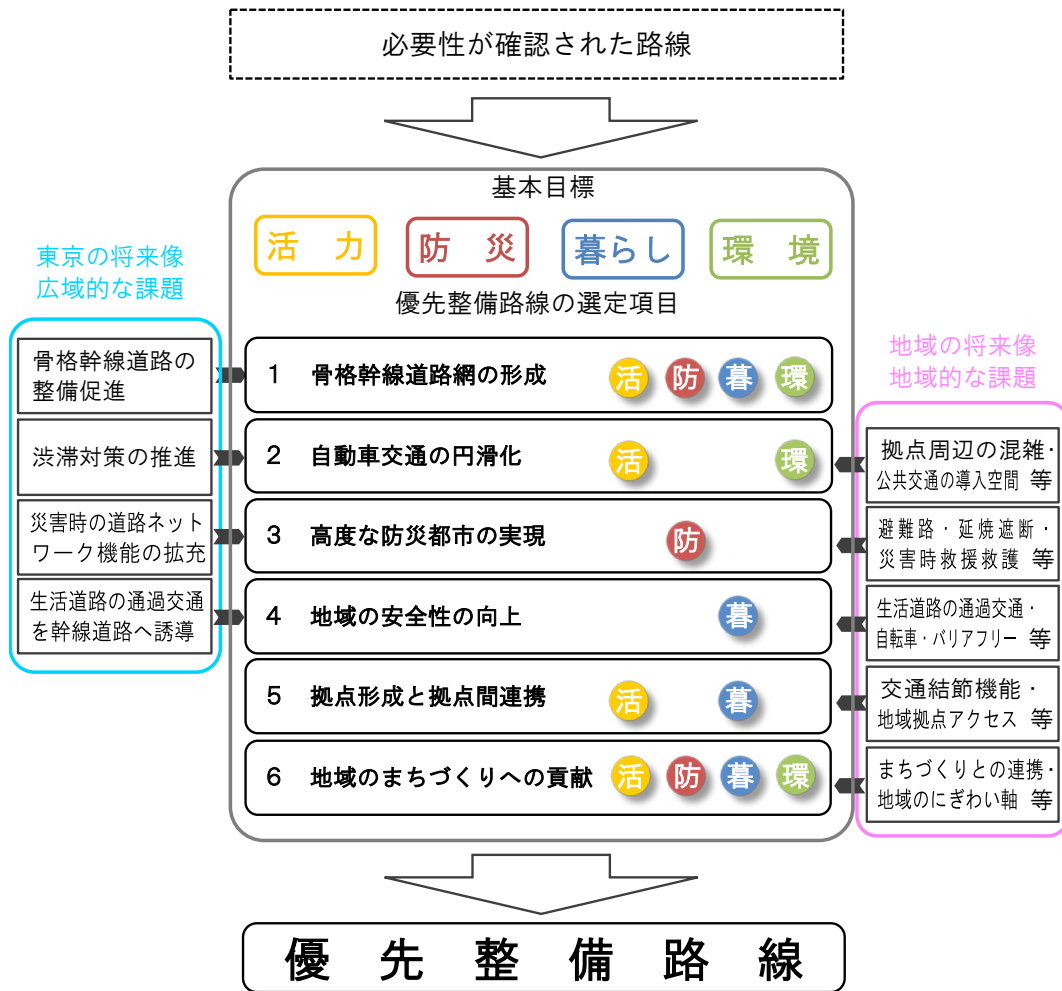 必要性が確認された路線
基本目標
活 力
防 災
暮らし
環 境
優先整備路線の選定項目
東京の将来像
広域的な課題
骨格幹線道路の
整備促進
渋滞対策の推進
災害時の道路ネット
ワーク機能の拡充
生活道路の通過交通
を幹線道路へ誘導
1 骨格幹線道路網の形成 活 防 暮 環
2 自動車交通の円滑化 活 環
3 高度な防災都市の実現 防
4 地域の安全性の向上 暮
5 拠点形成と拠点間連携 活 暮
6 地域のまちづくりへの貢献 活 防 暮 環
地域の将来像
地域的な課題
拠点周辺の混雑・
公共交通の導入空間 等
避難路・延焼遮断・
災害時救援救護 等
生活道路の通過交通・
自転車・バリアフリー 等
交通結節機能・
地域拠点アクセス 等
まちづくりとの連携・
地域のにぎわい軸 等
優 先 整 備 路 線